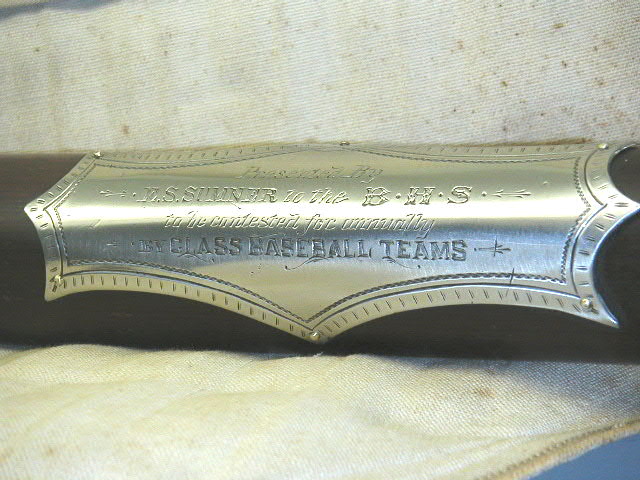 Presented By
H.S. SUMNER to the B·H·S·
to be contested for annually
BY CLASS BASEBALL TEAMS